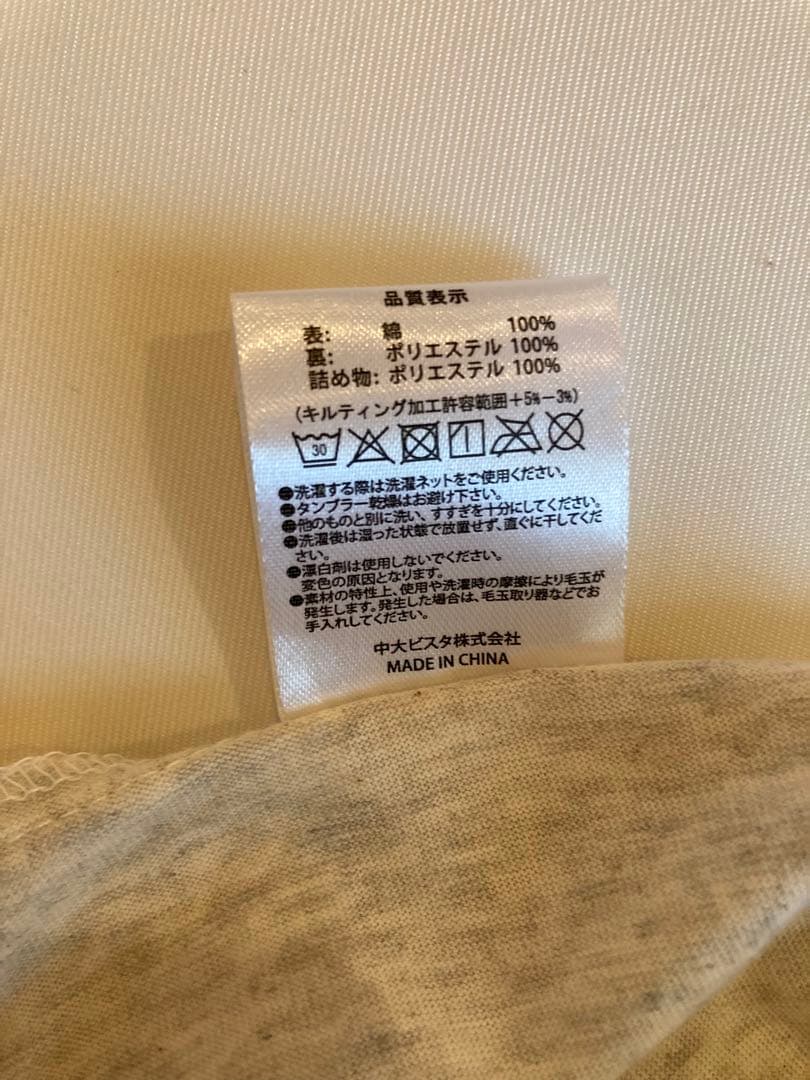 品質表示
表: 綿 100%
裏: ポリエステル 100%
詰め物: ポリエステル 100%
(キルティング加工許容範囲+5%-3%)
30
●洗濯する際は洗濯ネットをご使用ください。
●タンブラー乾燥はお避け下さい。
●他のものと別に洗い、すすぎを十分にしてください。
●洗濯後は湿った状態で放置せず、直ぐに干してくだ
さい。
●漂白剤は使用しないでください。
変色の原因となります。
●素材の特性上、使用や洗濯時の摩擦により毛玉が
発生します。発生した場合は、毛玉取り器などでお
手入れしてください。
中大ビスタ株式会社
MADE IN CHINA